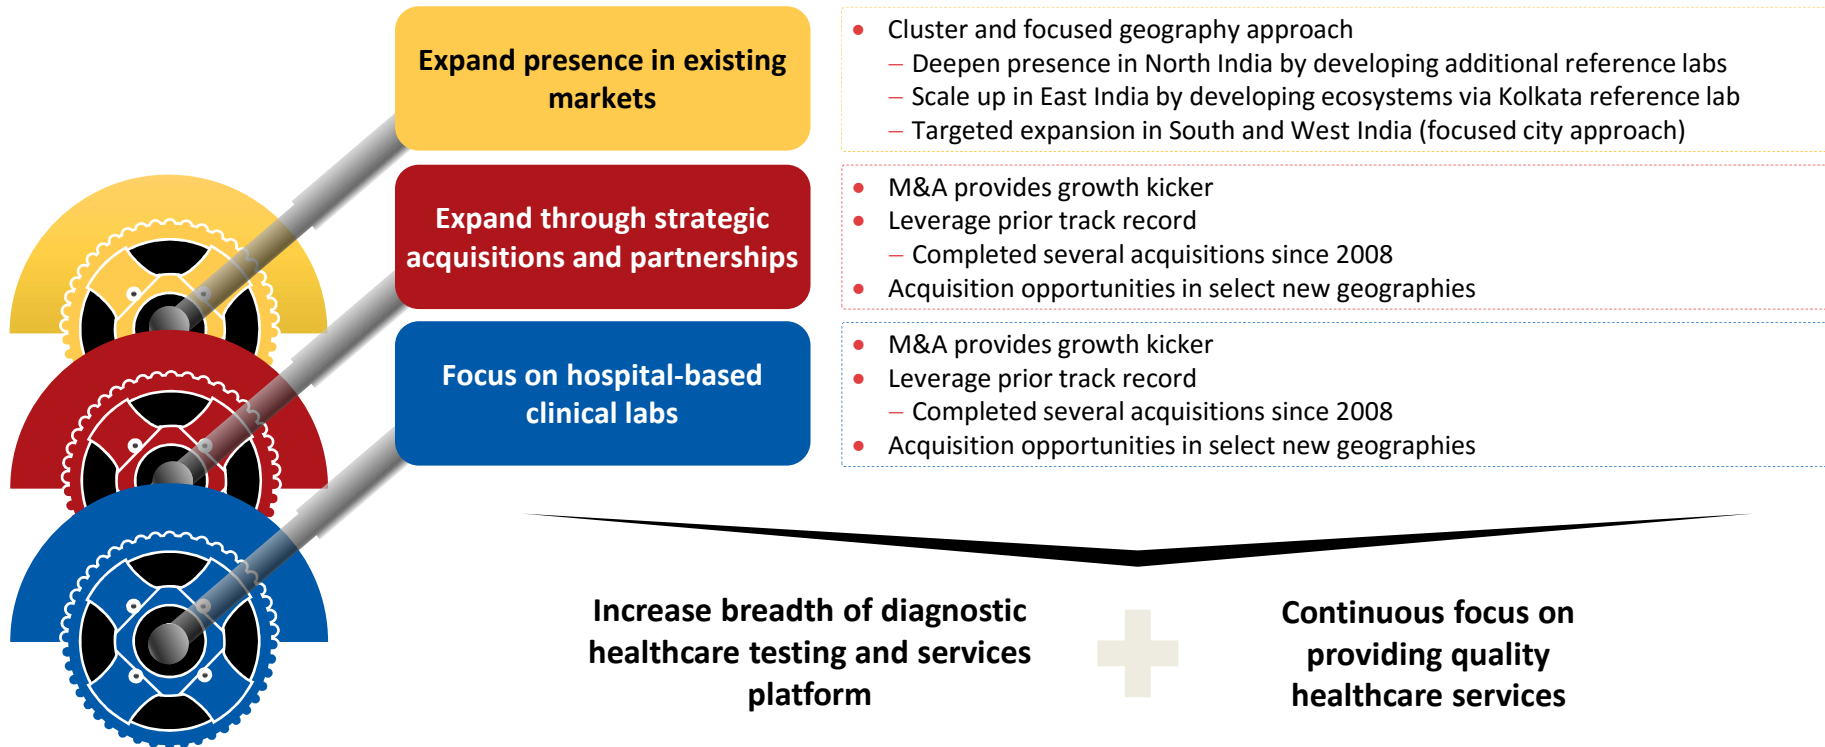 Expand presence in existing
markets
• Cluster and focused geography approach
– Deepen presence in North India by developing additional reference labs
– Scale up in East India by developing ecosystems via Kolkata reference lab
– Targeted expansion in South and West India (focused city approach)
Expand through strategic
acquisitions and partnerships
• M&A provides growth kicker
• Leverage prior track record
– Completed several acquisitions since 2008
• Acquisition opportunities in select new geographies
Focus on hospital-based
clinical labs
• M&A provides growth kicker
• Leverage prior track record
– Completed several acquisitions since 2008
• Acquisition opportunities in select new geographies
Increase breadth of diagnostic
healthcare testing and services
platform
Continuous focus on
providing quality
healthcare services